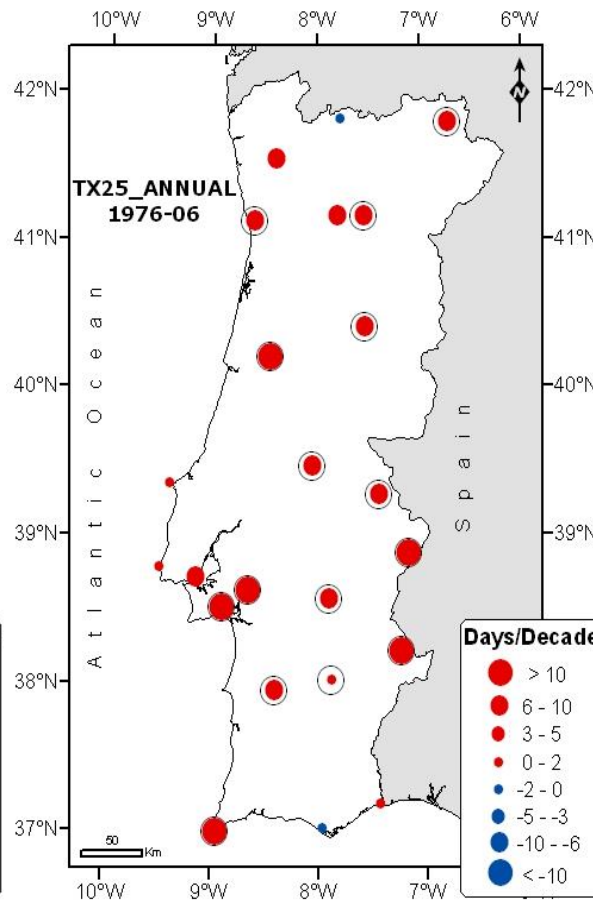 10°W 9°W 8°W 7°W 6°W
42°N 42°N
TX25_ANNUAL
1976-06
41°N 41°N
40°N 40°N
Atlantic Ocean
Spain
39°N 39°N
38°N
37°N
50
Km
10°W 9°W 8°W 7°W
N
Days/Decade
> 10
6 - 10
3 - 5
0 - 2
-2 - 0
-5 - -3
-10 - -6
< -10